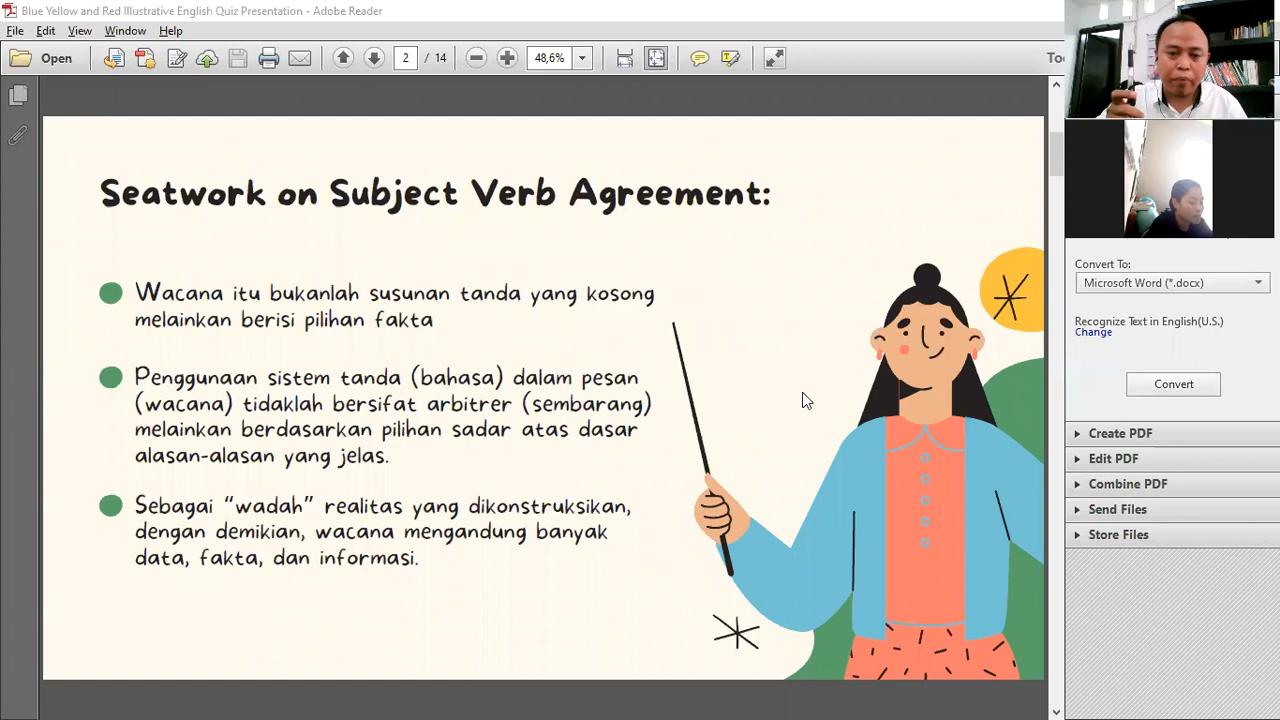 Blue Yellow and Red Illustrative English Quiz Presentation - Adobe Reader
File Edit View Window Help
Open 2 / 14 48,6%
Seatwork on Subject Verb Agreement:
Wacana itu bukanlah susunan tanda yang kosong
melainkan berisi pilihan fakta
Penggunaan sistem tanda (bahasa) dalam pesan
(wacana) tidaklah bersifat arbitrer (sembarang)
melainkan berdasarkan pilihan sadar atas dasar
alasan-alasan yang jelas.
Sebagai “wadah” realitas yang dikonstruksikan,
dengan demikian, wacana mengandung banyak
data, fakta, dan informasi.
Convert To:
Microsoft Word (*.docx)
Recognize Text in English(U.S.)
Change
Convert
Create PDF
Edit PDF
Combine PDF
Send Files
Store Files